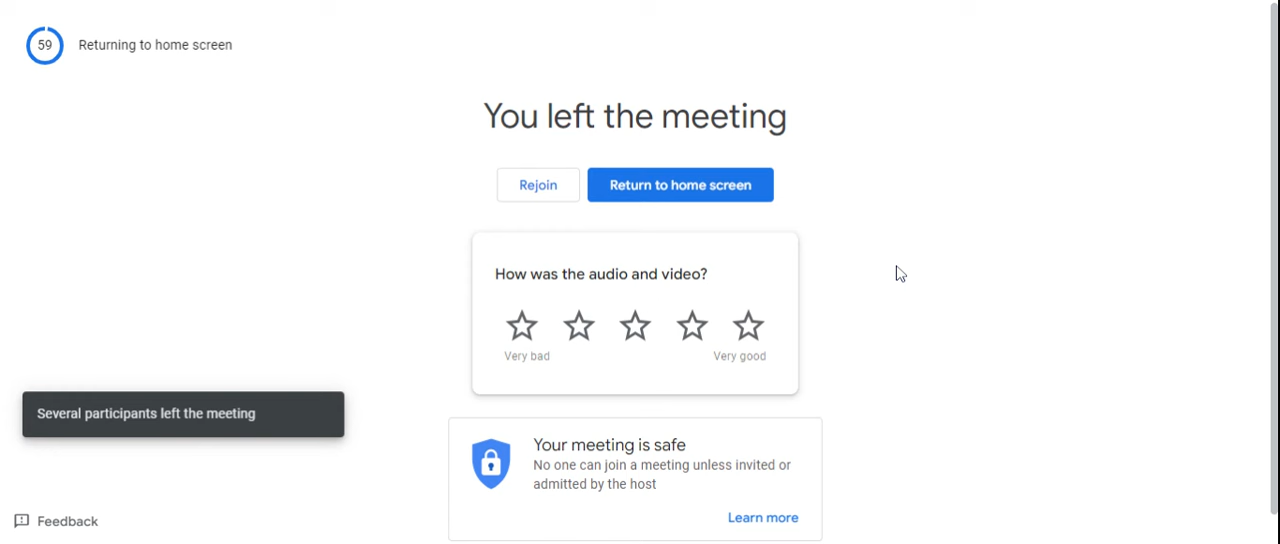 59 Returning to home screen
You left the meeting
Rejoin Return to home screen
How was the audio and video?
Very bad Very good
Several participants left the meeting
Your meeting is safe
No one can join a meeting unless invited or
admitted by the host
Learn more
Feedback